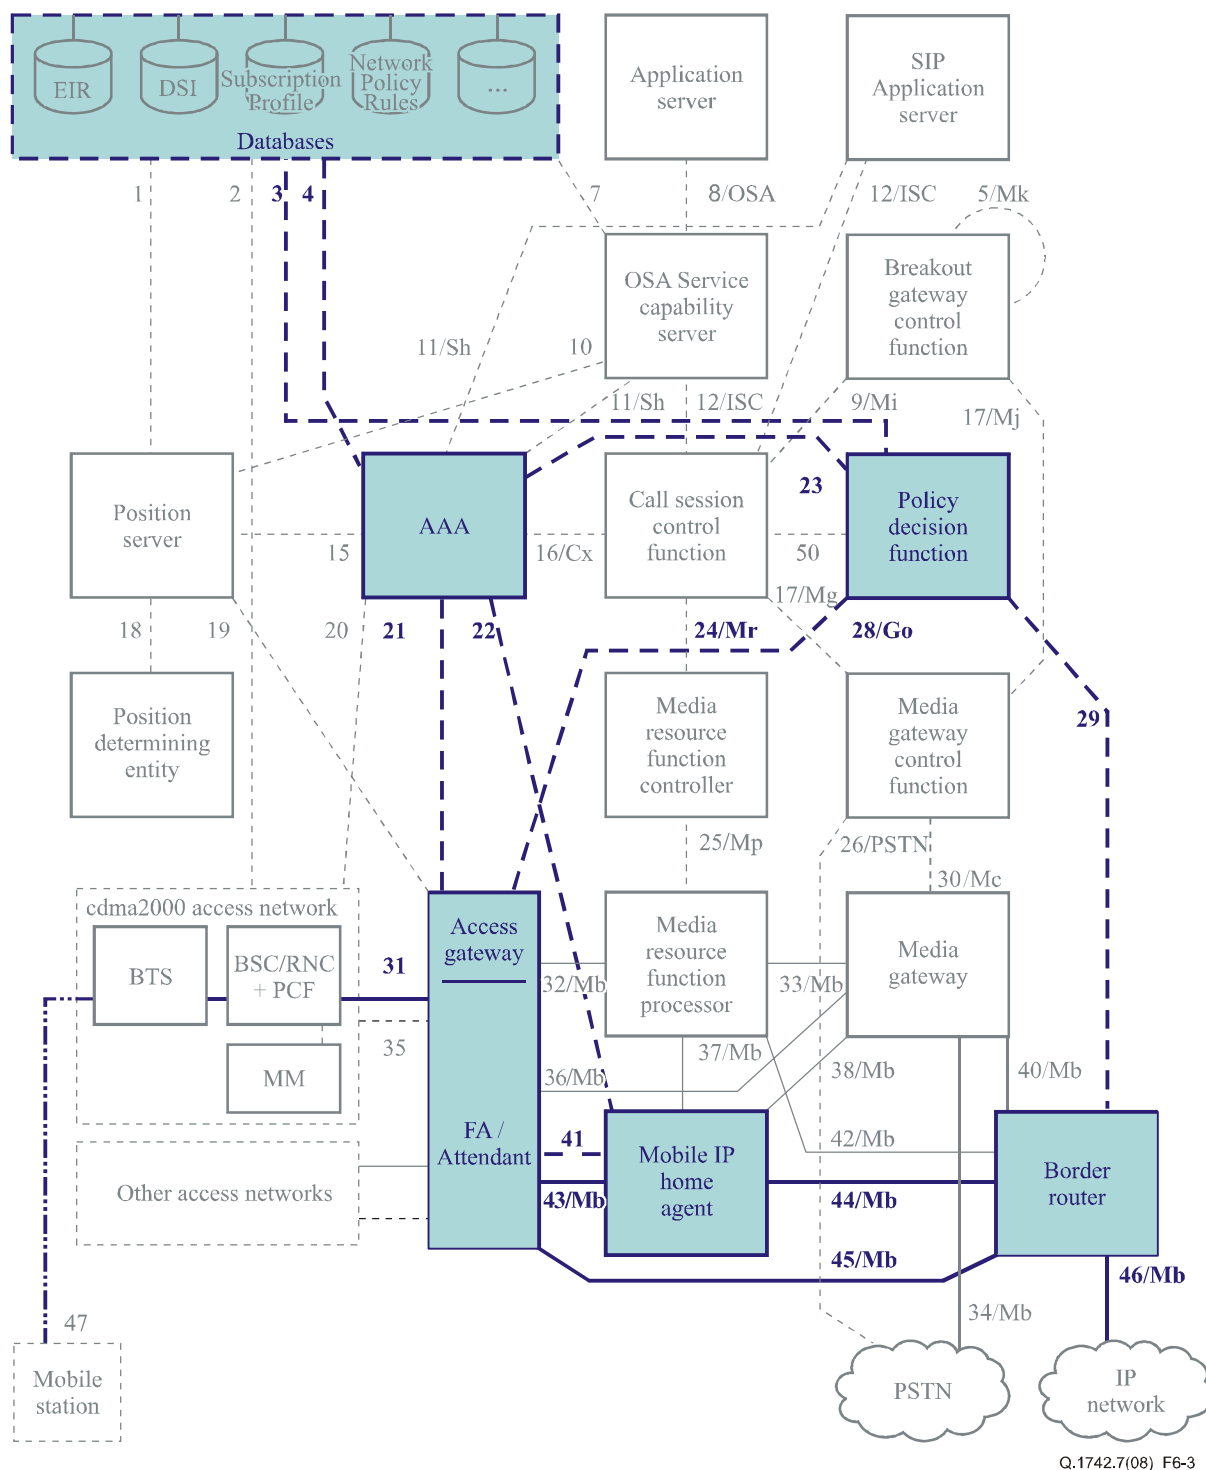 EIR
DSI
Subscription
Profile
Network
Policy
Rules
...
Databases
Application
server
SIP
Application
server
1
2
3
4
7
8/OSA
12/ISC
5/Mk
OSA Service
capability
server
Breakout
gateway
control
function
11/Sh
10
11/Sh
12/ISC
9/Mi
17/Mj
Position
server
AAA
Call session
control
function
23
Policy
decision
function
15
16/Cx
50
17/Mg
18
19
20
21
22
24/Mr
28/Go
Position
determining
entity
Media
resource
function
controller
Media
gateway
control
function
29
25/Mp
26/PSTN
30/Mc
cdma2000 access network
BTS
BSC/RNC
+ PCF
MM
31
35
Access
gateway
FA /
Attendant
32/Mb
Media
resource
function
processor
33/Mb
Media
gateway
36/Mb
37/Mb
38/Mb
40/Mb
Other access networks
41
43/Mb
Mobile IP
home
agent
42/Mb
44/Mb
45/Mb
Border
router
46/Mb
47
34/Mb
Mobile
station
PSTN
IP
network
Q.1742.7(08)_F6-3